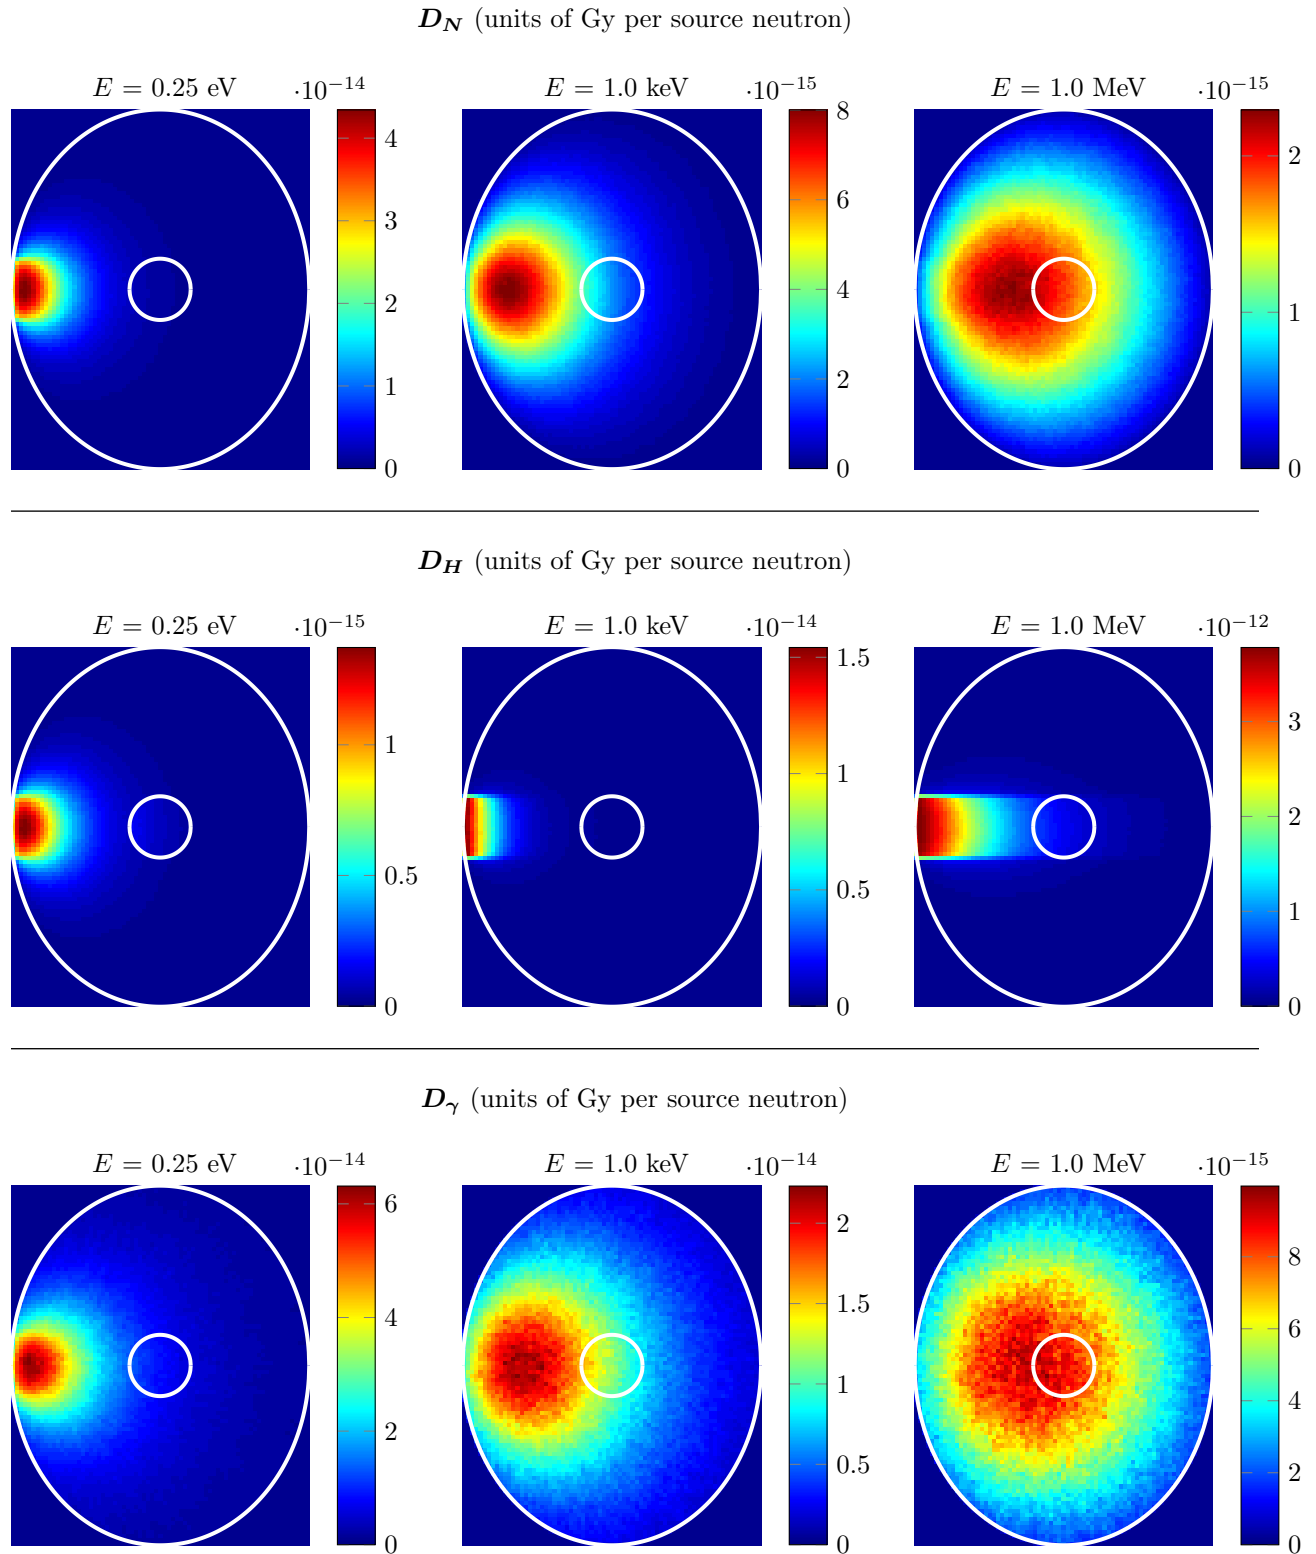 D_N (units of Gy per source neutron)
E = 0.25 eV ·10⁻¹⁴ E = 1.0 keV ·10⁻¹⁵ E = 1.0 MeV ·10⁻¹⁵
4 3 2 1 0
8 6 4 2 0
2 1 0
D_H (units of Gy per source neutron)
E = 0.25 eV ·10⁻¹⁵ E = 1.0 keV ·10⁻¹⁴ E = 1.0 MeV ·10⁻¹²
1 0.5 0
1.5 1 0.5 0
3 2 1 0
D_γ (units of Gy per source neutron)
E = 0.25 eV ·10⁻¹⁴ E = 1.0 keV ·10⁻¹⁴ E = 1.0 MeV ·10⁻¹⁵
6 4 2 0
2 1.5 1 0.5 0
8 6 4 2 0